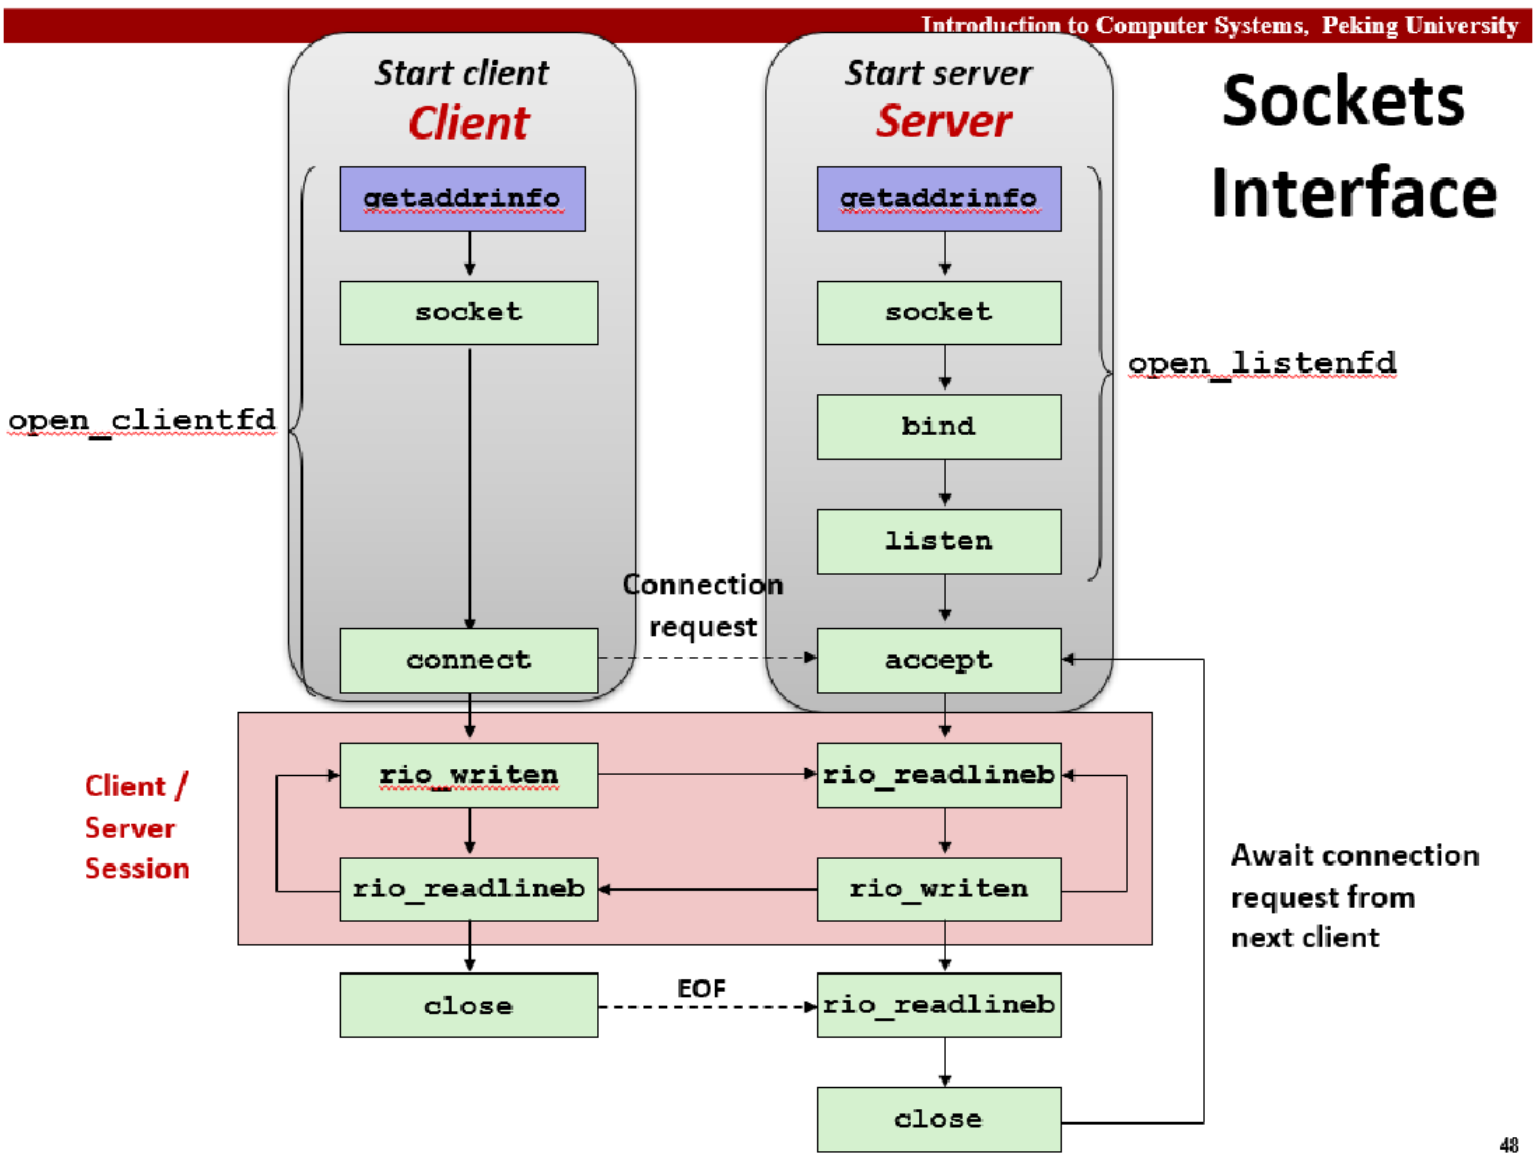 Introduction to Computer Systems, Peking University
Sockets
Interface
Start client
Client
Start server
Server
getaddrinfo
getaddrinfo
socket
socket
open_clientfd
open_listenfd
bind
listen
Connection
request
connect
accept
Client /
Server
Session
rio_writen
rio_readlineb
rio_readlineb
rio_writen
Await connection
request from
next client
close
EOF
rio_readlineb
close
48